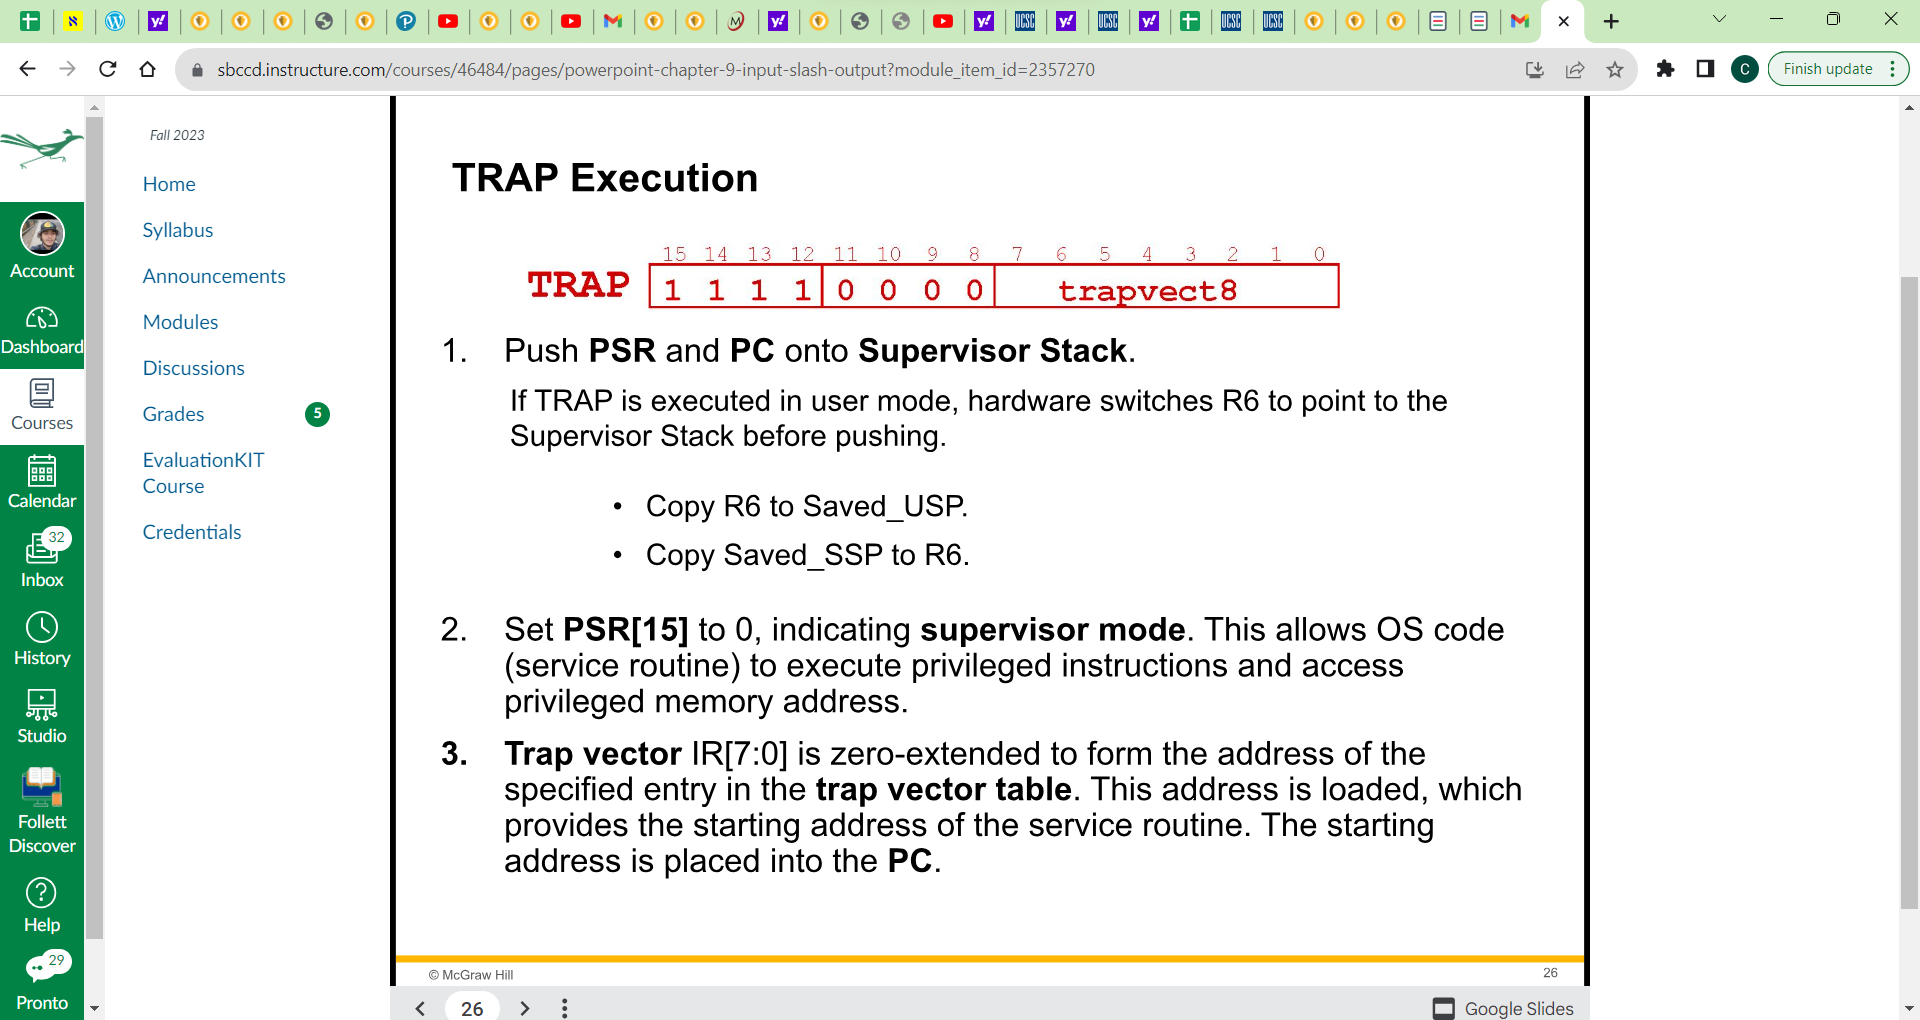 sbccd.instructure.com/courses/46484/pages/powerpoint-chapter-9-input-slash-output?module_item_id=2357270
C
Finish update
Account
Dashboard
Courses
Calendar
32
Inbox
History
Studio
Follett
Discover
Help
29
Pronto
Fall 2023
Home
Syllabus
Announcements
Modules
Discussions
Grades
5
EvaluationKIT
Course
Credentials
TRAP Execution
15 14 13 12 11 10 9 8 7 6 5 4 3 2 1 0
TRAP 1 1 1 1 0 0 0 0 trapvect8
1. Push PSR and PC onto Supervisor Stack.
If TRAP is executed in user mode, hardware switches R6 to point to the
Supervisor Stack before pushing.
• Copy R6 to Saved_USP.
• Copy Saved_SSP to R6.
2. Set PSR[15] to 0, indicating supervisor mode. This allows OS code
(service routine) to execute privileged instructions and access
privileged memory address.
3. Trap vector IR[7:0] is zero-extended to form the address of the
specified entry in the trap vector table. This address is loaded, which
provides the starting address of the service routine. The starting
address is placed into the PC.
© McGraw Hill
26
26
Google Slides